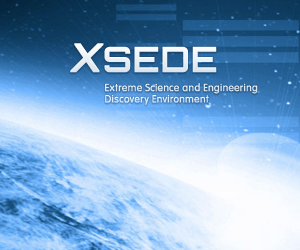 XSEDE
Extreme Science and Engineering
Discovery Environment